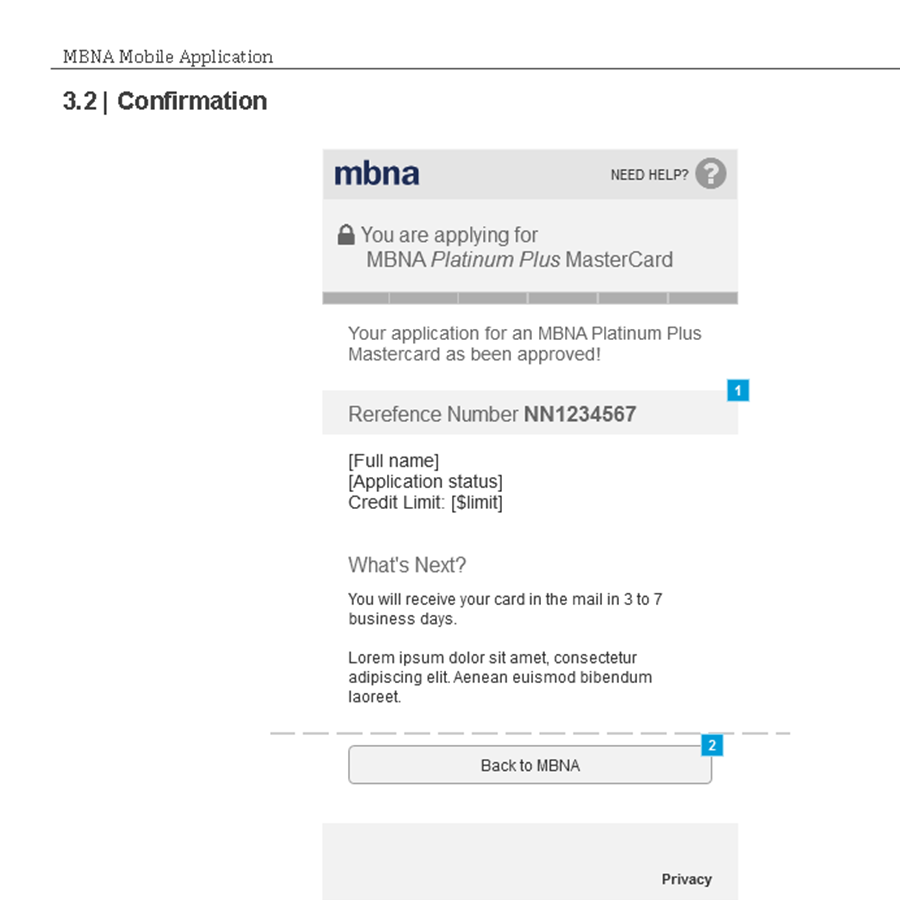 MBNA Mobile Application
3.2| Confirmation
mbna
NEED HELP? ?
You are applying for
MBNA Platinum Plus MasterCard
Your application for an MBNA Platinum Plus
Mastercard as been approved!
1
Rerefence Number NN1234567
[Full name]
[Application status]
Credit Limit: [$limit]
What's Next?
You will receive your card in the mail in 3 to 7
business days.
Lorem ipsum dolor sit amet, consectetur
adipiscing elit. Aenean euismod bibendum
laoreet.
2
Back to MBNA
Privacy